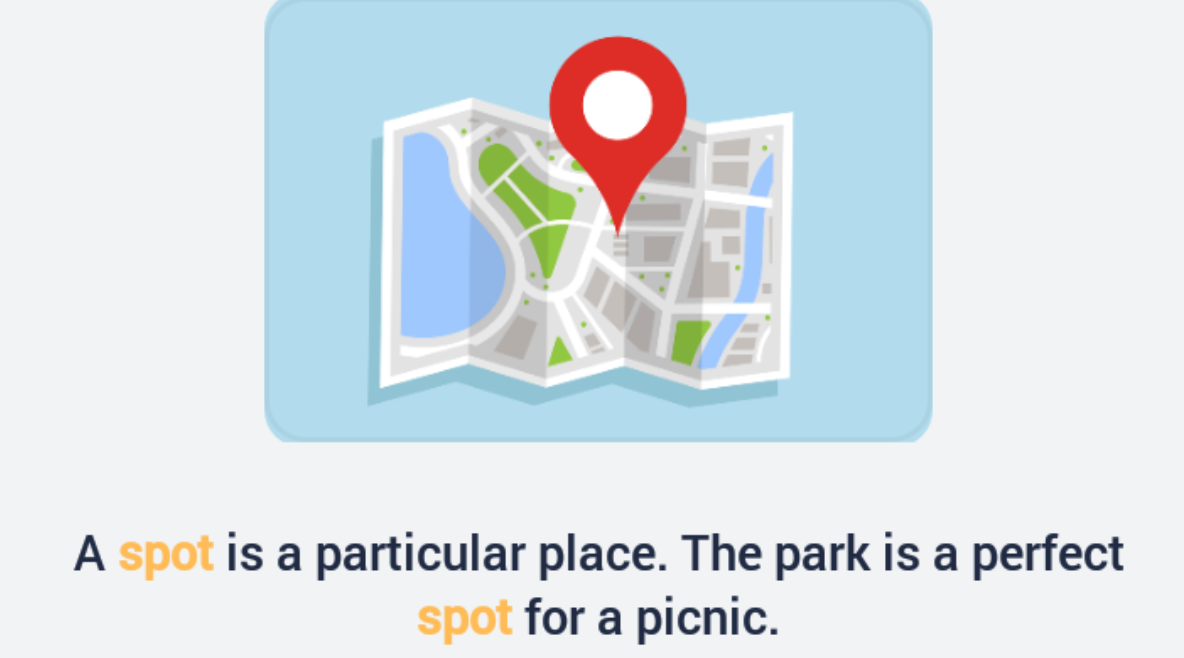 A spot is a particular place. The park is a perfect
spot for a picnic.